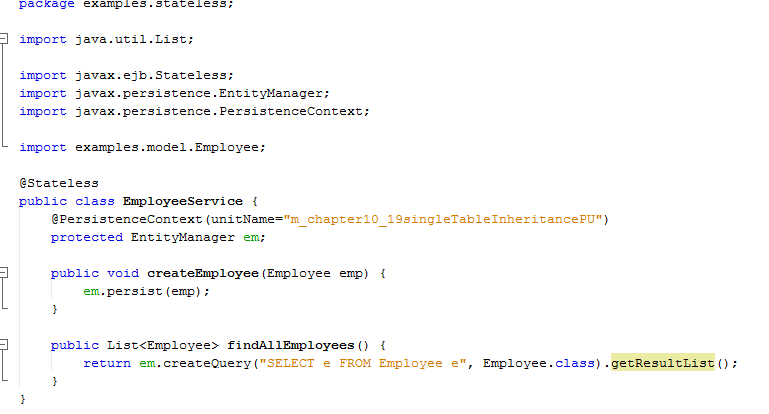 package examples.stateless;
import java.util.List;
import javax.ejb.Stateless;
import javax.persistence.EntityManager;
import javax.persistence.PersistenceContext;
import examples.model.Employee;
@Stateless
public class EmployeeService {
    @PersistenceContext(unitName="m_chapter10_19singleTableInheritancePU")
    protected EntityManager em;
    public void createEmployee(Employee emp) {
        em.persist(emp);
    }
    public List<Employee> findAllEmployees() {
        return em.createQuery("SELECT e FROM Employee e", Employee.class).getResultList();
    }
}